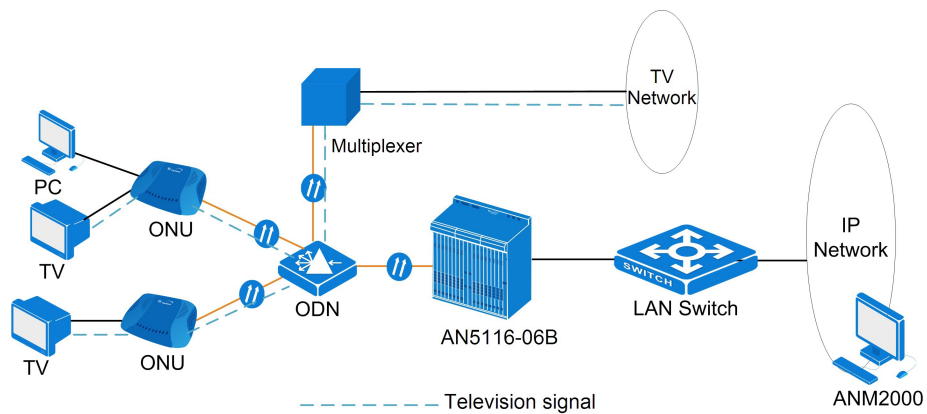 TV
Network
Multiplexer
PC
ONU
TV
IP
Network
SWITCH
ODN
LAN Switch
AN5116-06B
TV
ONU
ANM2000
Television signal